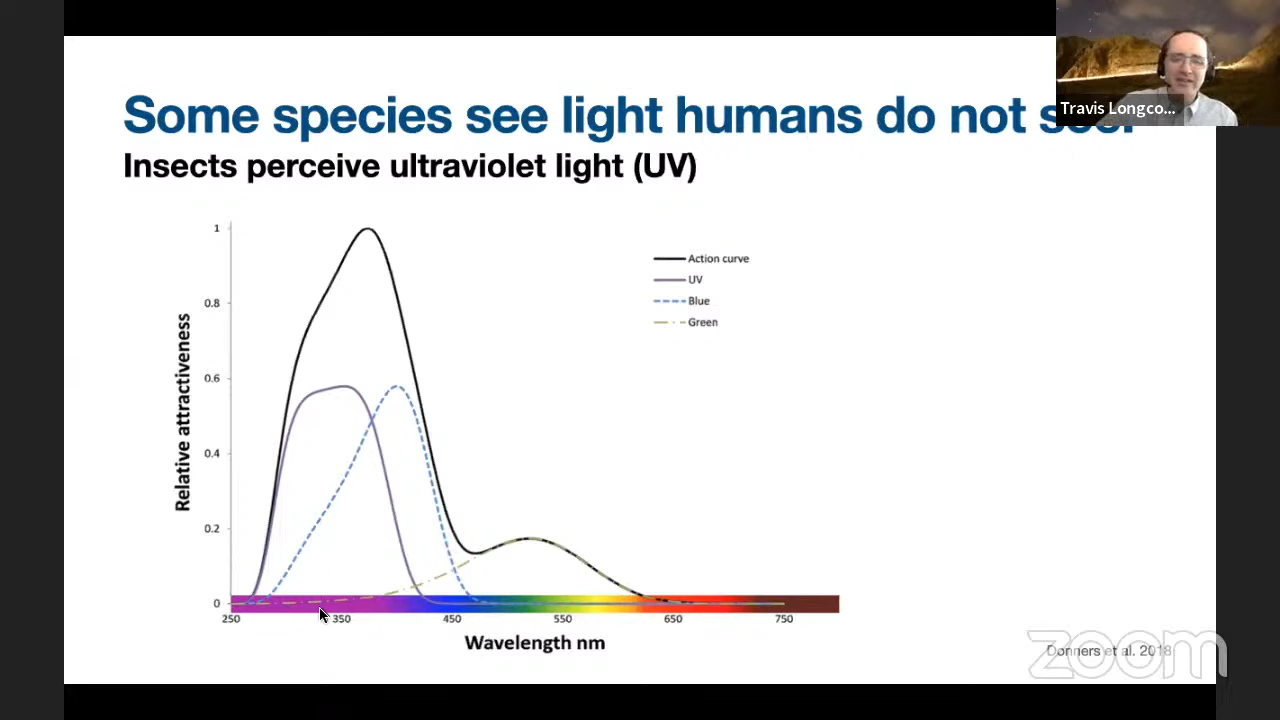 Travis Longco...
Some species see light humans do not see!
Insects perceive ultraviolet light (UV)
1
0.8
0.6
0.4
0.2
0
Relative attractiveness
Action curve
UV
Blue
Green
250
350
450
550
650
750
Wavelength nm
Donners et al. 2018
zoom